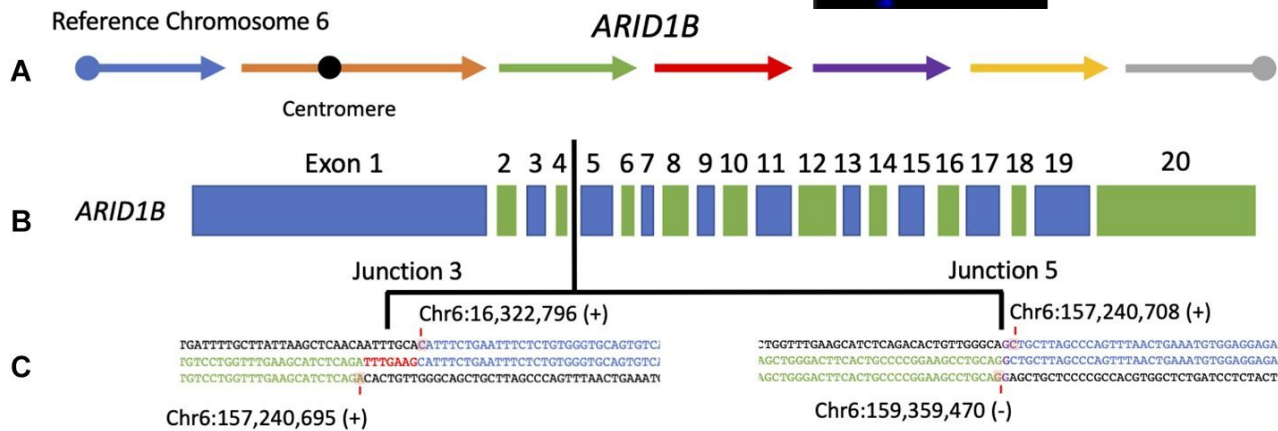 Reference Chromosome 6
ARID1B
A
Centromere
Exon 1 2 3 4 5 6 7 8 9 10 11 12 13 14 15 16 17 18 19 20
B ARID1B
Junction 3 Junction 5
Chr6:16,322,796 (+) Chr6:157,240,708 (+)
C
TGATTTTGCTTATTAAGCTCAACAATTTGCACATTTCTGAATTTCTCTGTGGGTGCAGTGTC CTGGTTTGAAGCATCTCAGACACTGTTGGGCAGCTGCTTAGCCCAGTTTAACTGAAATGTGGAGGAGA
TGTCCTGGTTTGAAGCATCTCAGATTTGAAGCATTTCTGAATTTCTCTGTGGGTGCAGTGTC AGCTGGGACTTCACTGCCCCGGAAGCCTGCAGGCTGCTTAGCCCAGTTTAACTGAAATGTGGAGGAGA
TGTCCTGGTTTGAAGCATCTCAGACACTGTTGGGCAGCTGCTTAGCCCAGTTTAACTGAAAT AGCTGGGACTTCACTGCCCCGGAAGCCTGCAGGAGCTGCTCCCCGCCACGTGGCTCTGATCCTCTACT
Chr6:157,240,695 (+) Chr6:159,359,470 (-)